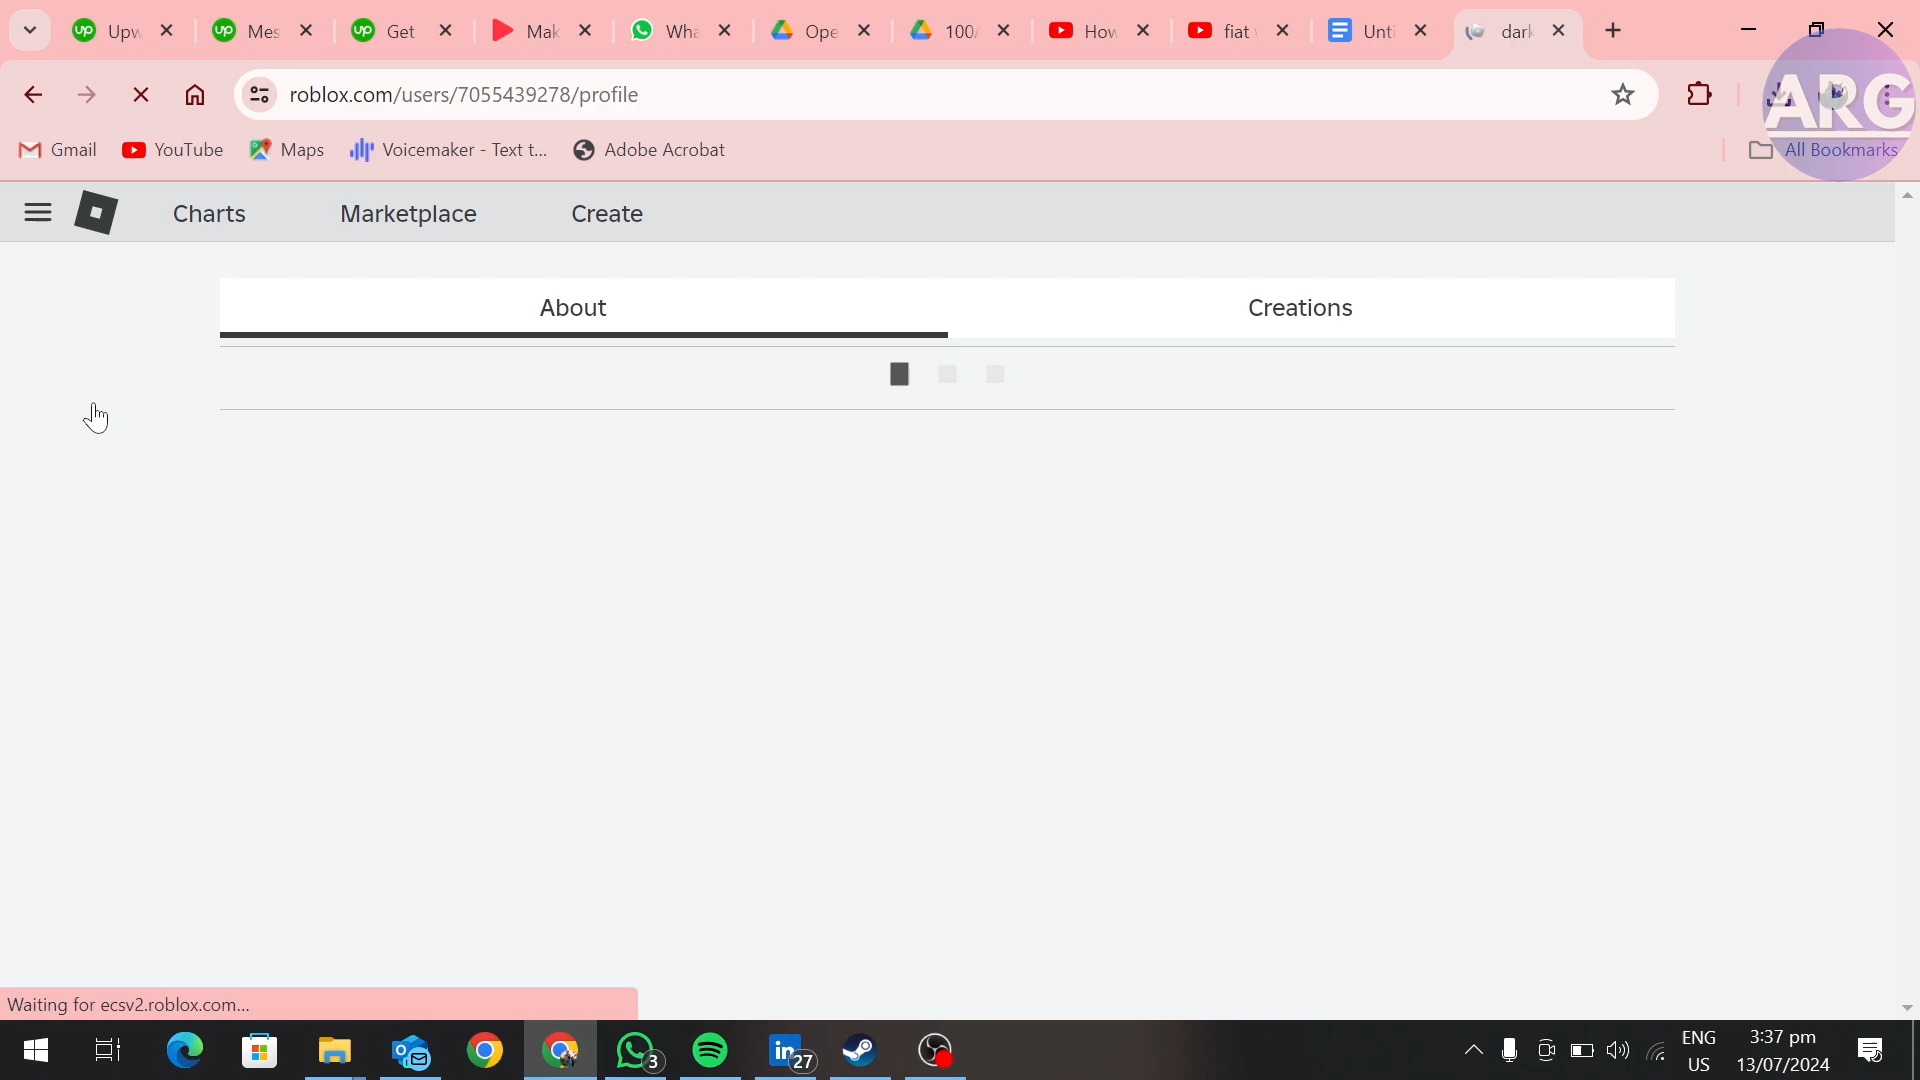 Upw
Mes
Get
Mak
Wha
Ope
100/
How
fiat
Unti
dark
roblox.com/users/7055439278/profile
ARG
Gmail
YouTube
Maps
Voicemaker - Text t...
Adobe Acrobat
All Bookmarks
Charts
Marketplace
Create
About
Creations
Waiting for ecsv2.roblox.com...
3
27
ENG
US
3:37 pm
13/07/2024